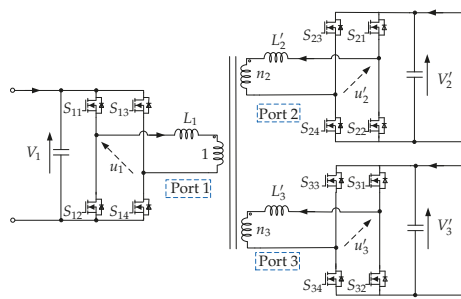 S₂₃ S₂₁
L′₂
n₂ u′₂ V′₂
Port 2
S₂₄ S₂₂
S₁₁ S₁₃
L₁
V₁ u₁ 1
Port 1
S₁₂ S₁₄
S₃₃ S₃₁
L′₃
n₃ u′₃ V′₃
Port 3
S₃₄ S₃₂